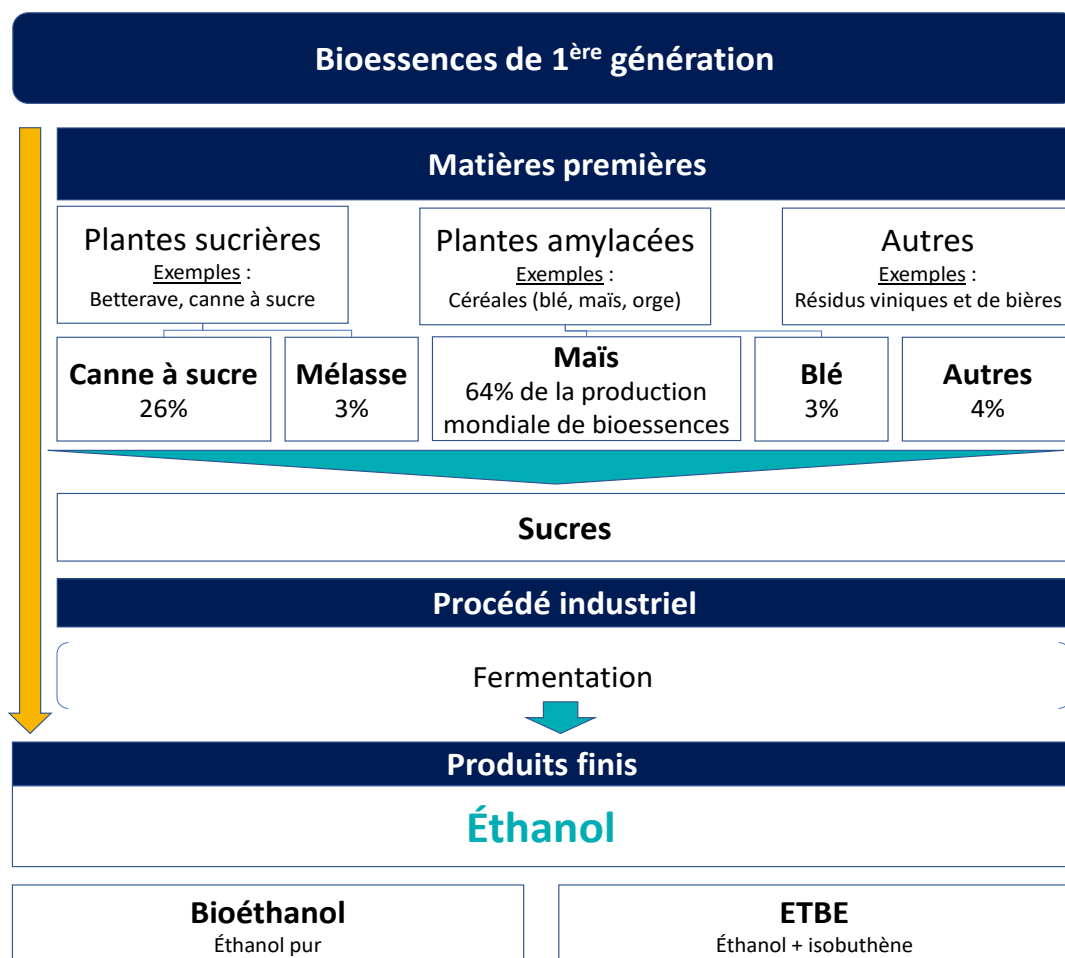 Bioessences de 1ère génération
Matières premières
Plantes sucrières
Exemples :
Betterave, canne à sucre
Plantes amylacées
Exemples :
Céréales (blé, maïs, orge)
Autres
Exemples :
Résidus viniques et de bières
Canne à sucre
26%
Mélasse
3%
Maïs
64% de la production
mondiale de bioessences
Blé
3%
Autres
4%
Sucres
Procédé industriel
Fermentation
Produits finis
Éthanol
Bioéthanol
Éthanol pur
ETBE
Éthanol + isobuthène